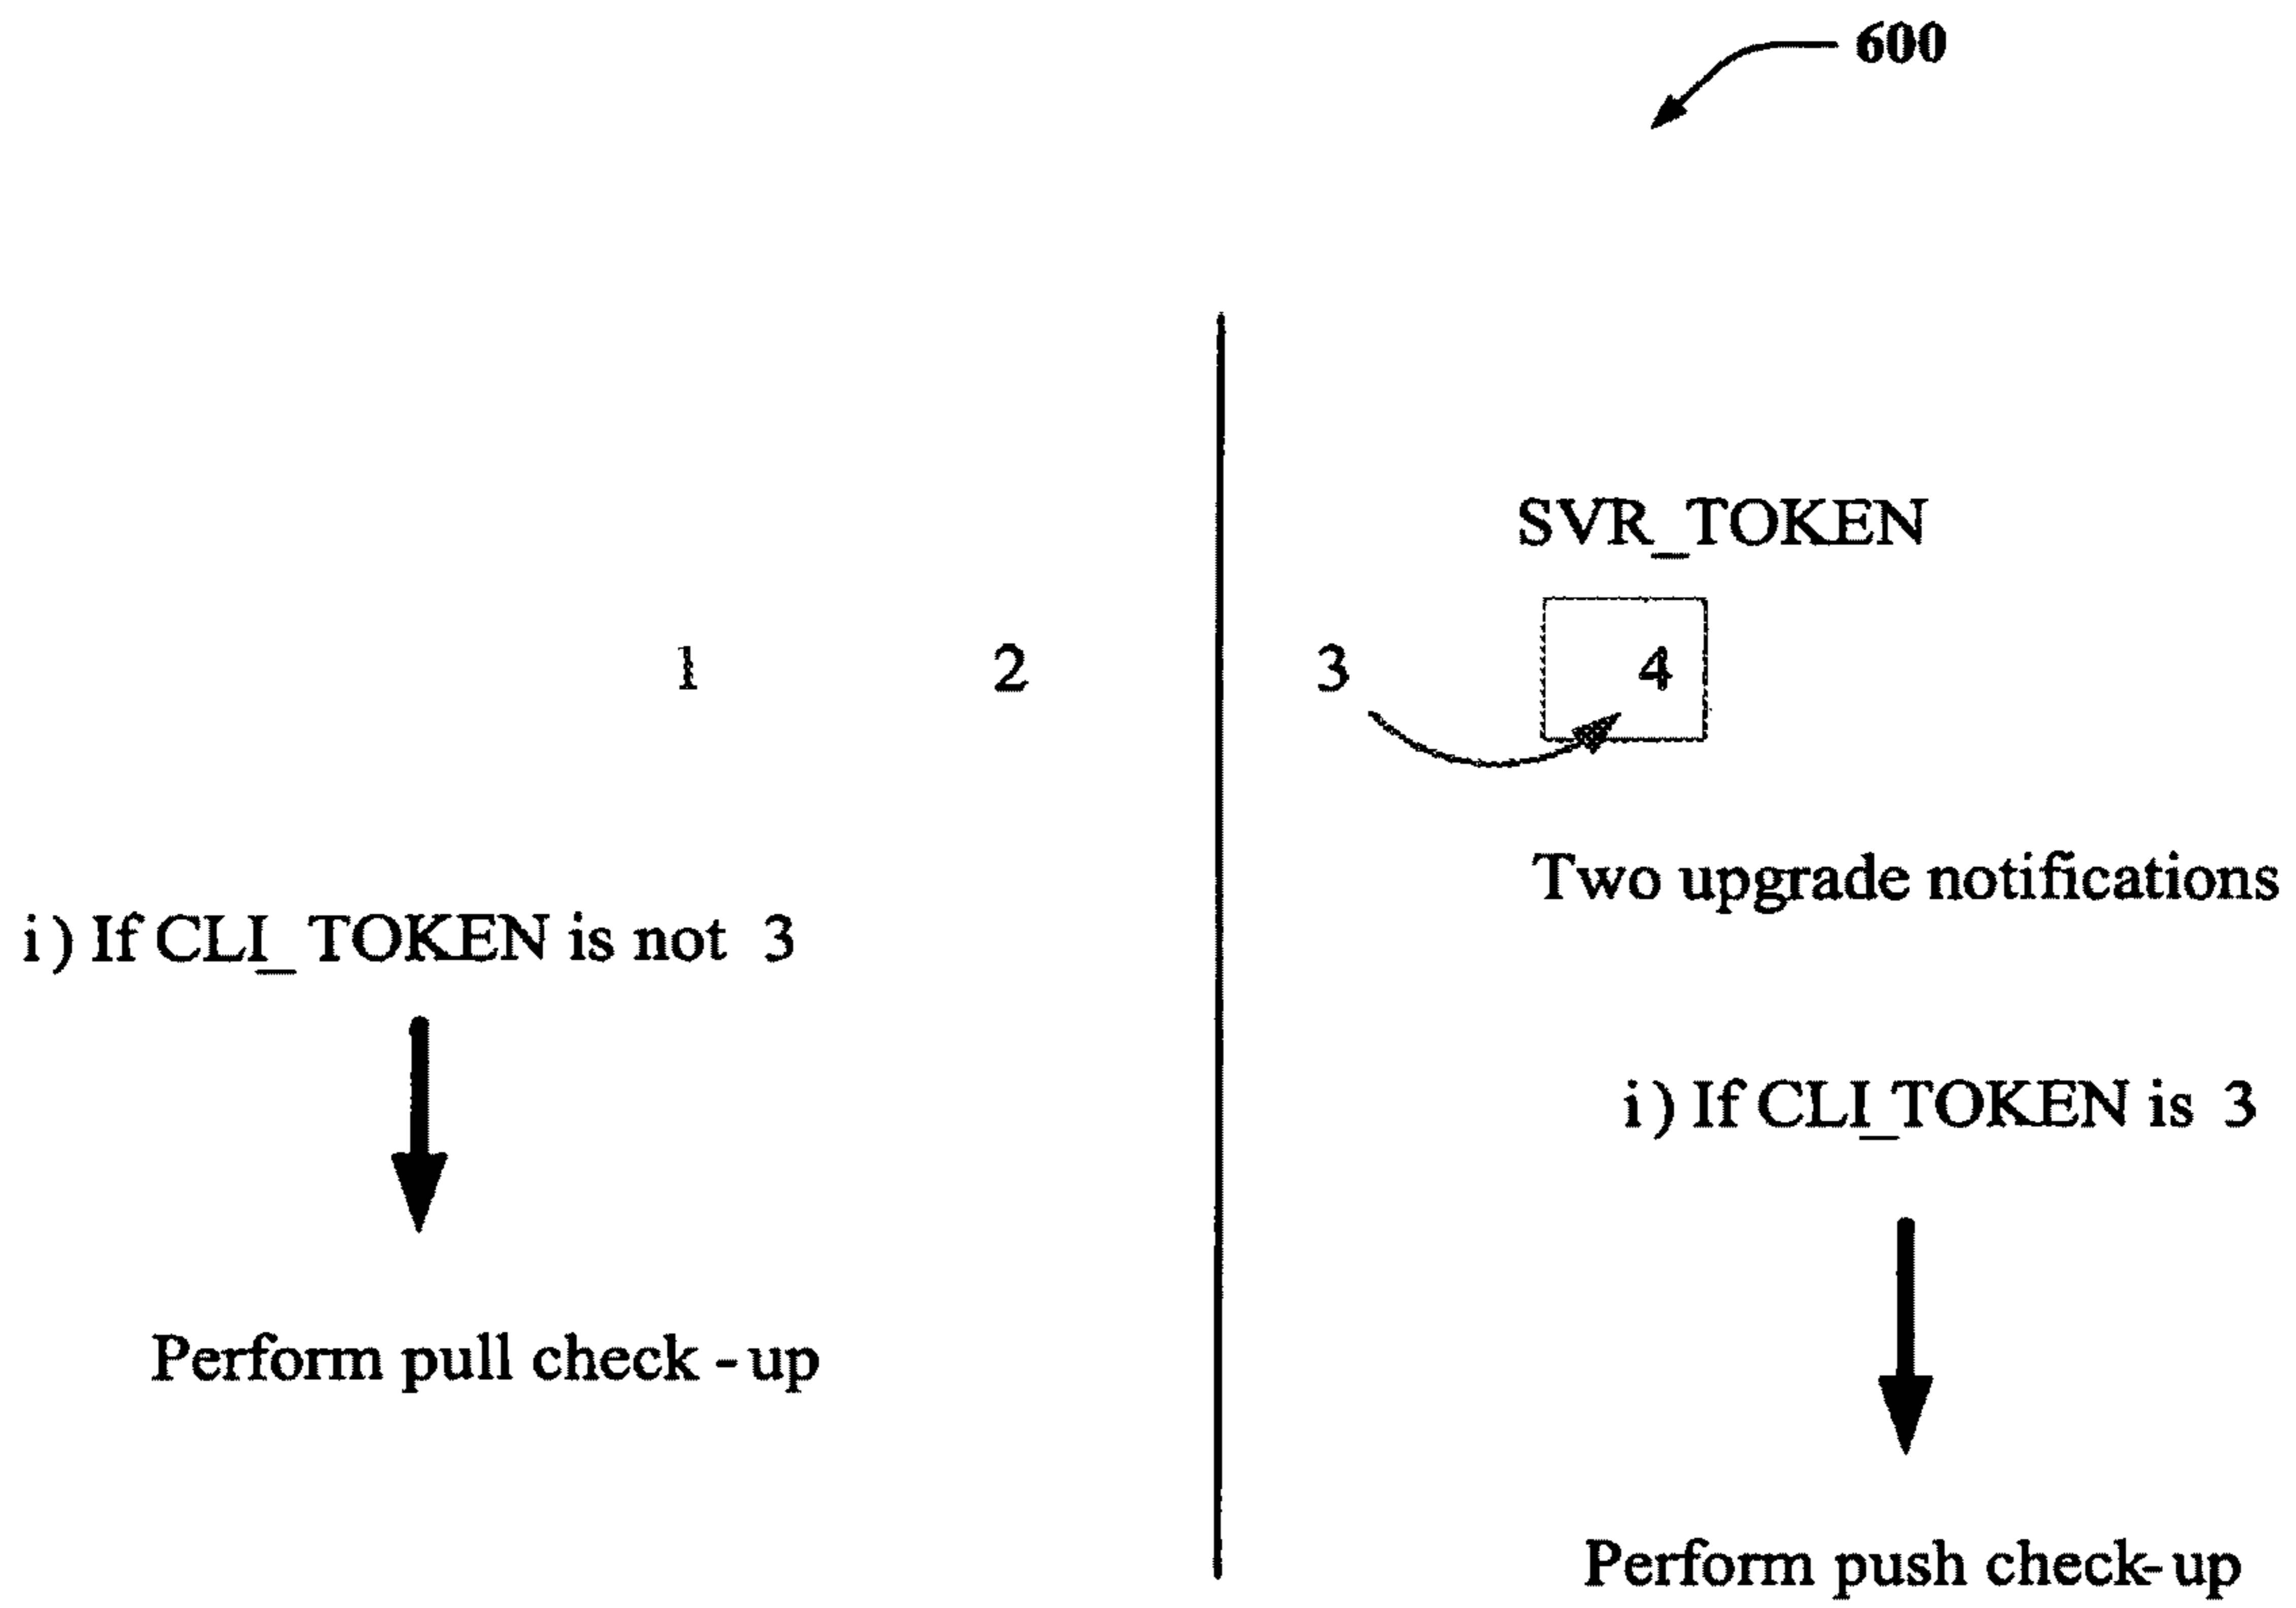 600
SVR_TOKEN
1 2 3 4
Two upgrade notifications
i) If CLI_ TOKEN is not 3
i) If CLI_TOKEN is 3
Perform pull check -up
Perform push check-up